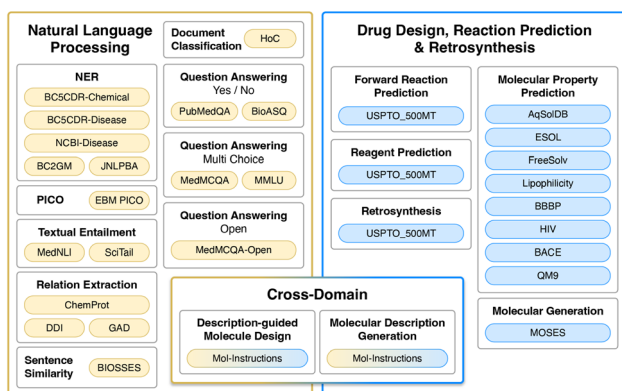 Natural Language
Processing
NER
BC5CDR-Chemical
BC5CDR-Disease
NCBI-Disease
BC2GM
JNLPBA
PICO
EBM PICO
Textual Entailment
MedNLI
SciTail
Relation Extraction
ChemProt
DDI
GAD
Sentence
Similarity
BIOSSES
Document
Classification
HoC
Question Answering
Yes / No
PubMedQA
BioASQ
Question Answering
Multi Choice
MedMCQA
MMLU
Question Answering
Open
MedMCQA-Open
Cross-Domain
Description-guided
Molecule Design
Mol-Instructions
Molecular Description
Generation
Mol-Instructions
Drug Design, Reaction Prediction
& Retrosynthesis
Forward Reaction
Prediction
USPTO_500MT
Reagent Prediction
USPTO_500MT
Retrosynthesis
USPTO_500MT
Molecular Property
Prediction
AqSolDB
ESOL
FreeSolv
Lipophilicity
BBBP
HIV
BACE
QM9
Molecular Generation
MOSES